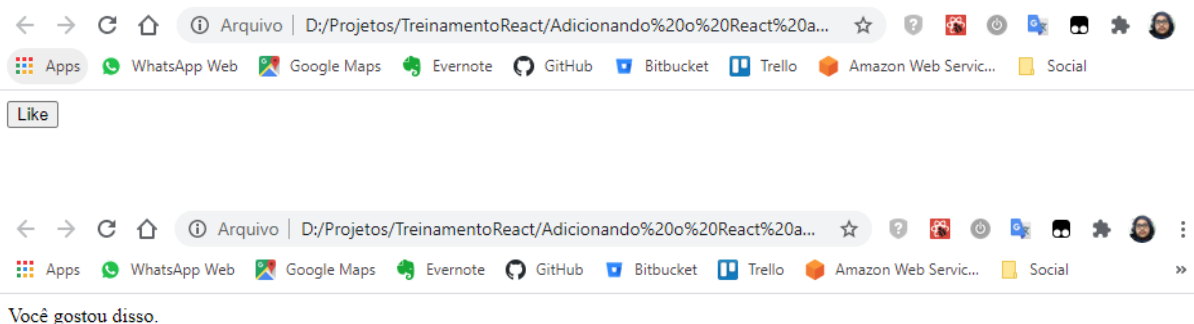 Arquivo D:/Projetos/TreinamentoReact/Adicionando%20o%20React%20a...
Apps WhatsApp Web Google Maps Evernote GitHub Bitbucket Trello Amazon Web Servic... Social
Like
Arquivo D:/Projetos/TreinamentoReact/Adicionando%20o%20React%20a...
Apps WhatsApp Web Google Maps Evernote GitHub Bitbucket Trello Amazon Web Servic... Social »
Você gostou disso.